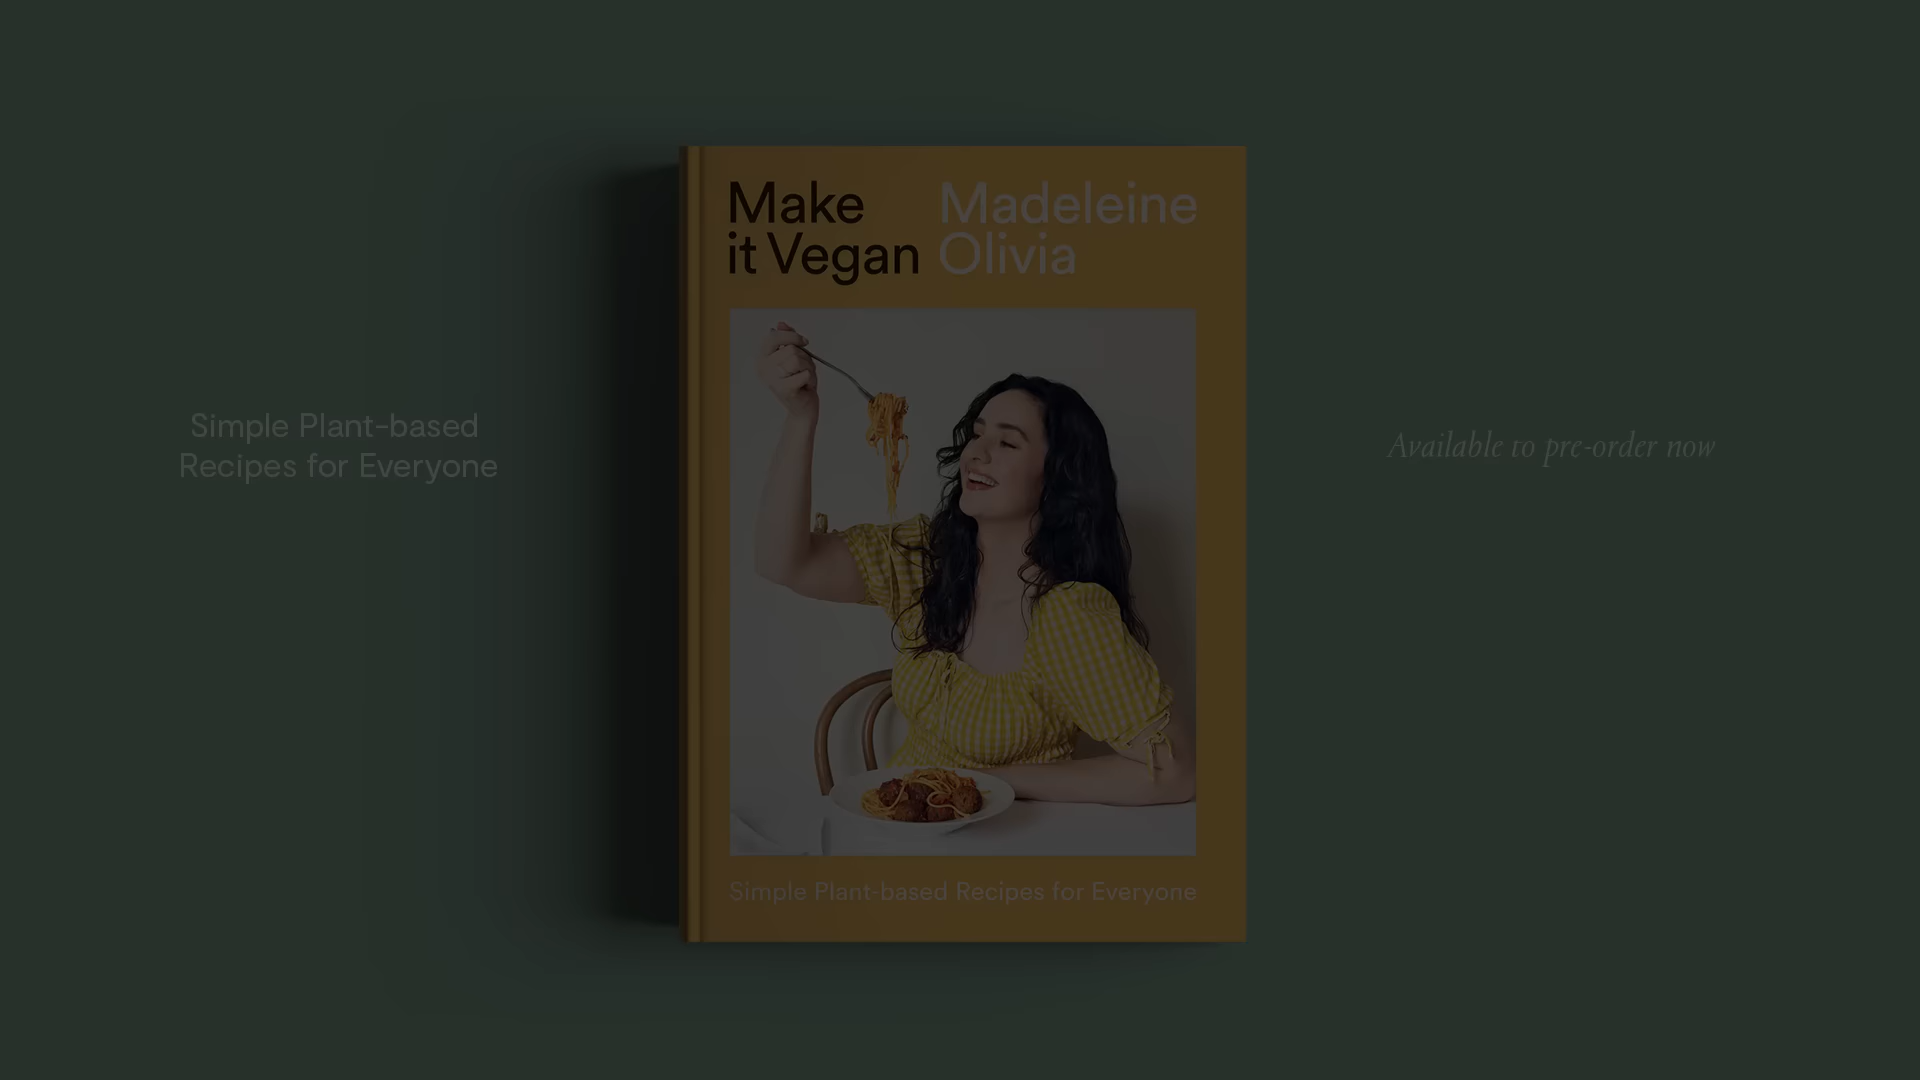 Simple Plant-based
Recipes for Everyone
Make
it Vegan
Madeleine
Olivia
Simple Plant-based Recipes for Everyone
Available to pre-order now